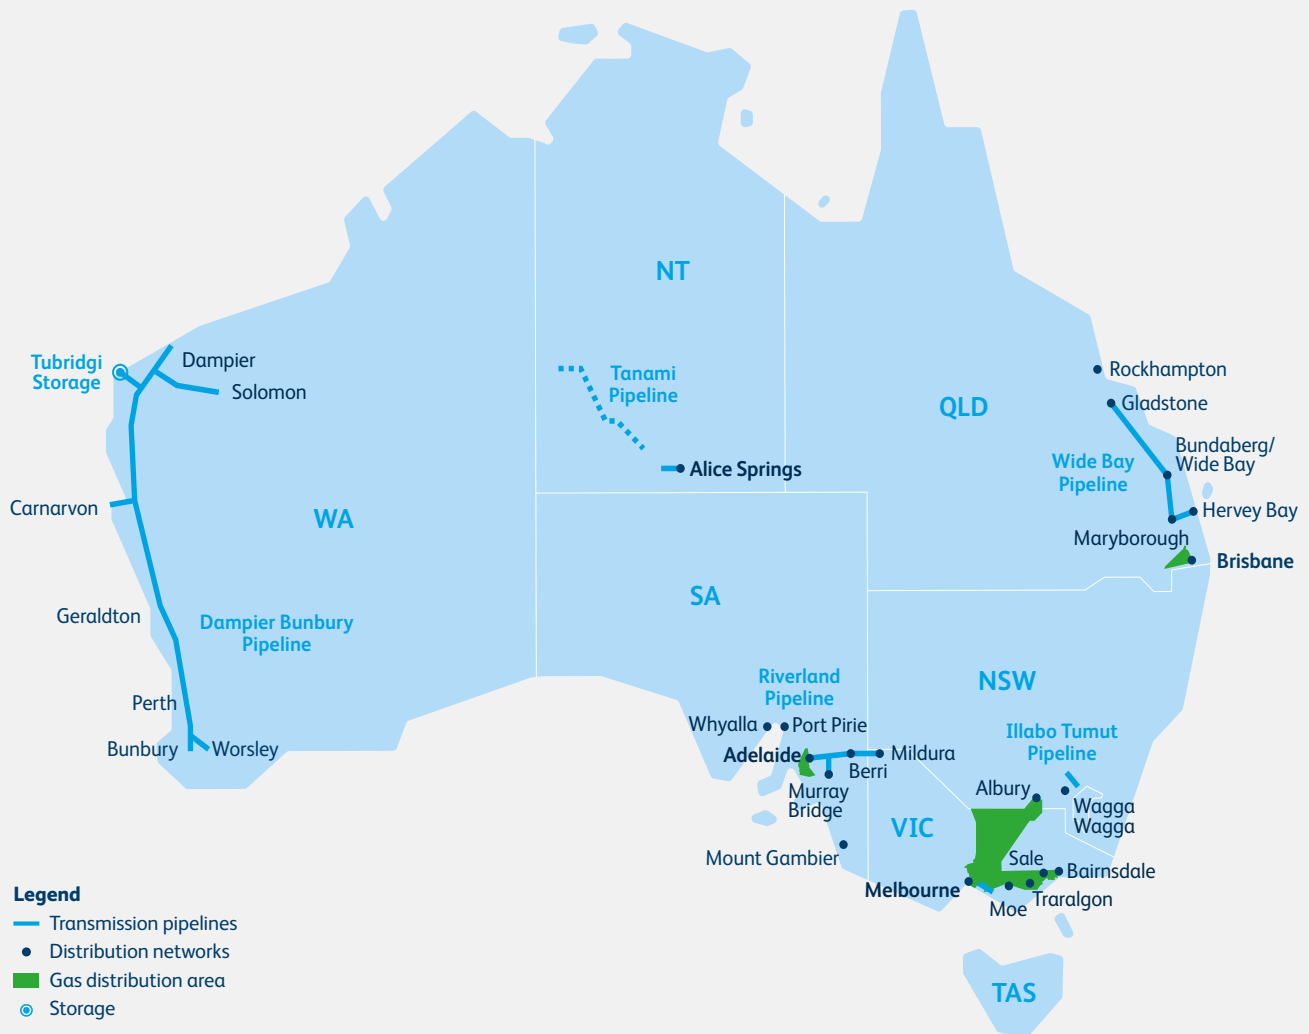 NT
Tubridgi
Storage
Dampier
Solomon
Tanami
Pipeline
Rockhampton
QLD
Gladstone
Bundaberg/
Wide Bay
Wide Bay
Pipeline
Alice Springs
Carnarvon
WA
Hervey Bay
Maryborough
Brisbane
SA
Geraldton
Dampier Bunbury
Pipeline
Riverland
Pipeline
NSW
Perth
Whyalla
Port Pirie
Illabo Tumut
Pipeline
Bunbury
Worsley
Adelaide
Mildura
Berri
Murray
Bridge
Albury
Wagga
Wagga
VIC
Mount Gambier
Sale
Bairnsdale
Melbourne
Traralgon
Moe
Legend
Transmission pipelines
Distribution networks
Gas distribution area
Storage
TAS